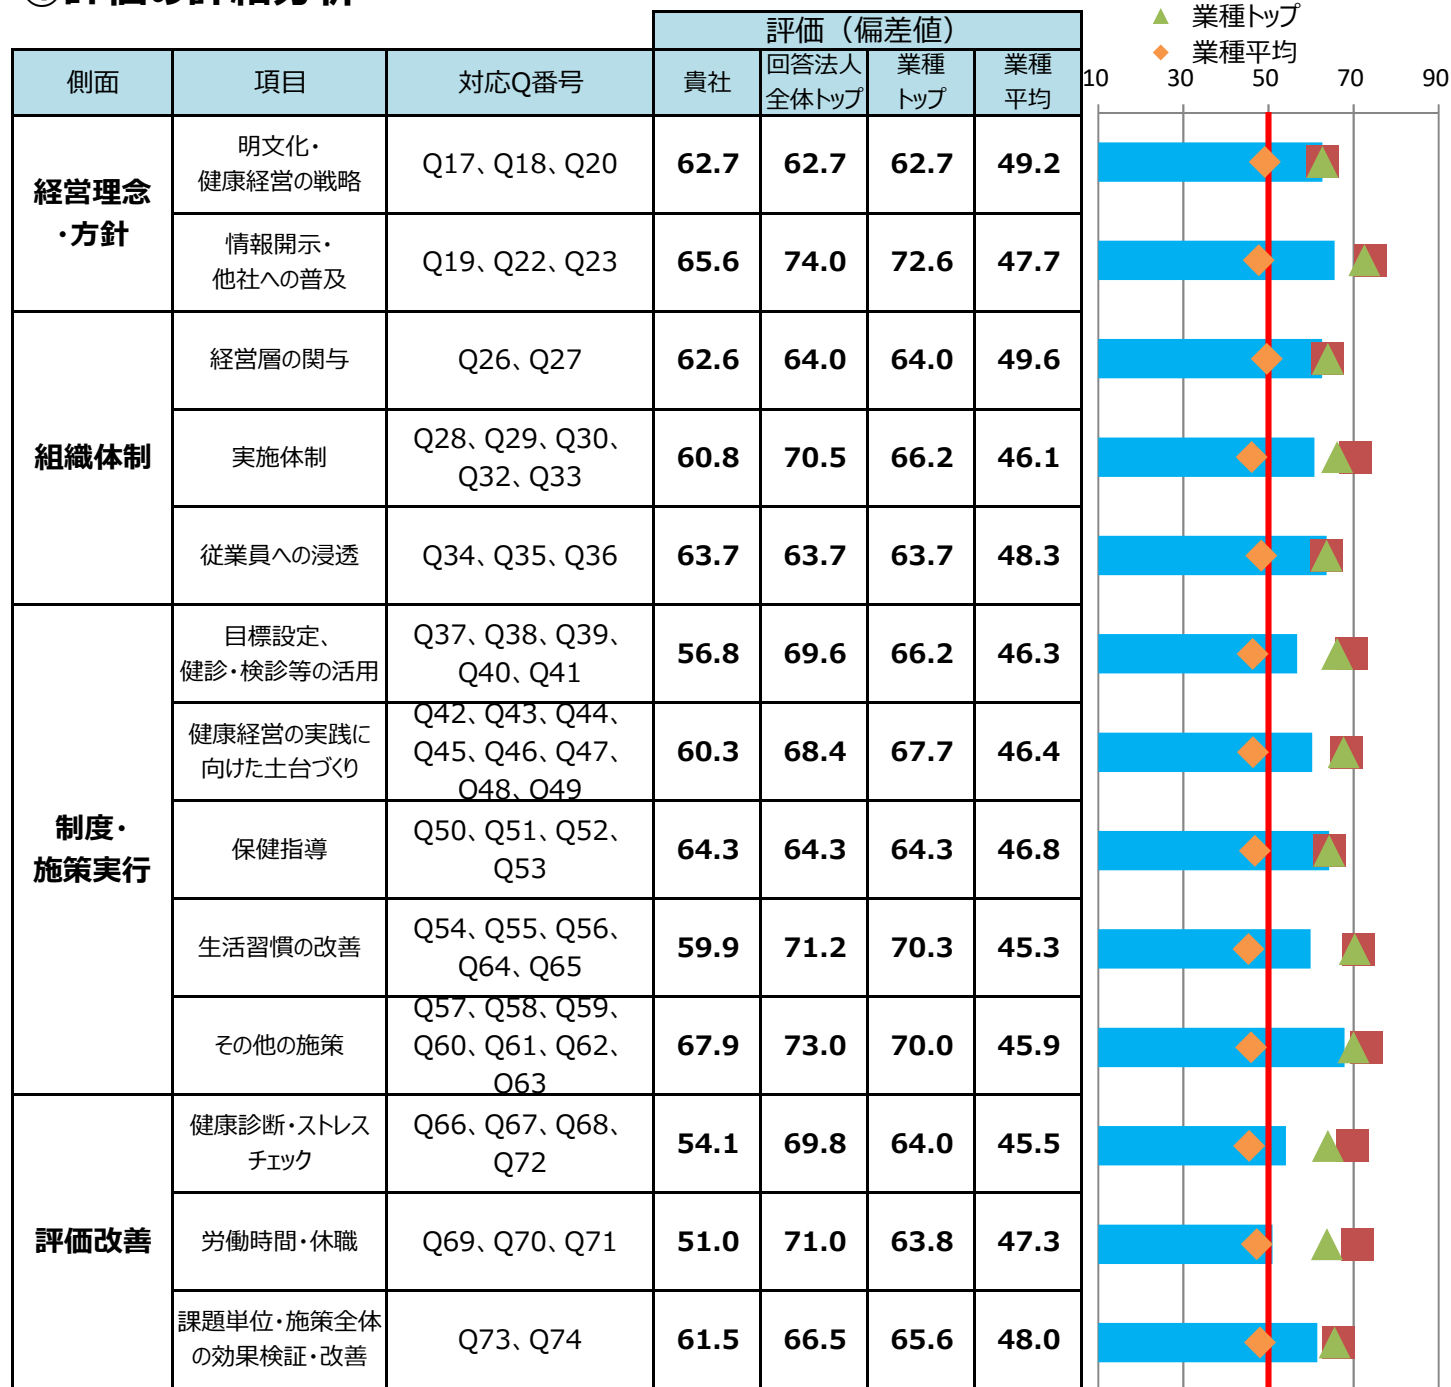 ①評価の詳細分析
▲ 業種トップ
◆ 業種平均
評価（偏差値）
側面 項目 対応Q番号 貴社 回答法人 業種 業種
全体トップ トップ 平均
10 30 50 70 90
経営理念
・方針
明文化・
健康経営の戦略
Q17、Q18、Q20 62.7 62.7 62.7 49.2
情報開示・
他社への普及
Q19、Q22、Q23 65.6 74.0 72.6 47.7
組織体制
経営層の関与 Q26、Q27 62.6 64.0 64.0 49.6
実施体制
Q28、Q29、Q30、
Q32、Q33
60.8 70.5 66.2 46.1
従業員への浸透 Q34、Q35、Q36 63.7 63.7 63.7 48.3
制度・
施策実行
目標設定、
健診・検診等の活用
Q37、Q38、Q39、
Q40、Q41
56.8 69.6 66.2 46.3
健康経営の実践に
向けた土台づくり
Q42、Q43、Q44、
Q45、Q46、Q47、
Q48、Q49
60.3 68.4 67.7 46.4
保健指導
Q50、Q51、Q52、
Q53
64.3 64.3 64.3 46.8
生活習慣の改善
Q54、Q55、Q56、
Q64、Q65
59.9 71.2 70.3 45.3
その他の施策
Q57、Q58、Q59、
Q60、Q61、Q62、
Q63
67.9 73.0 70.0 45.9
評価改善
健康診断・ストレス
チェック
Q66、Q67、Q68、
Q72
54.1 69.8 64.0 45.5
労働時間・休職 Q69、Q70、Q71 51.0 71.0 63.8 47.3
課題単位・施策全体
の効果検証・改善
Q73、Q74 61.5 66.5 65.6 48.0